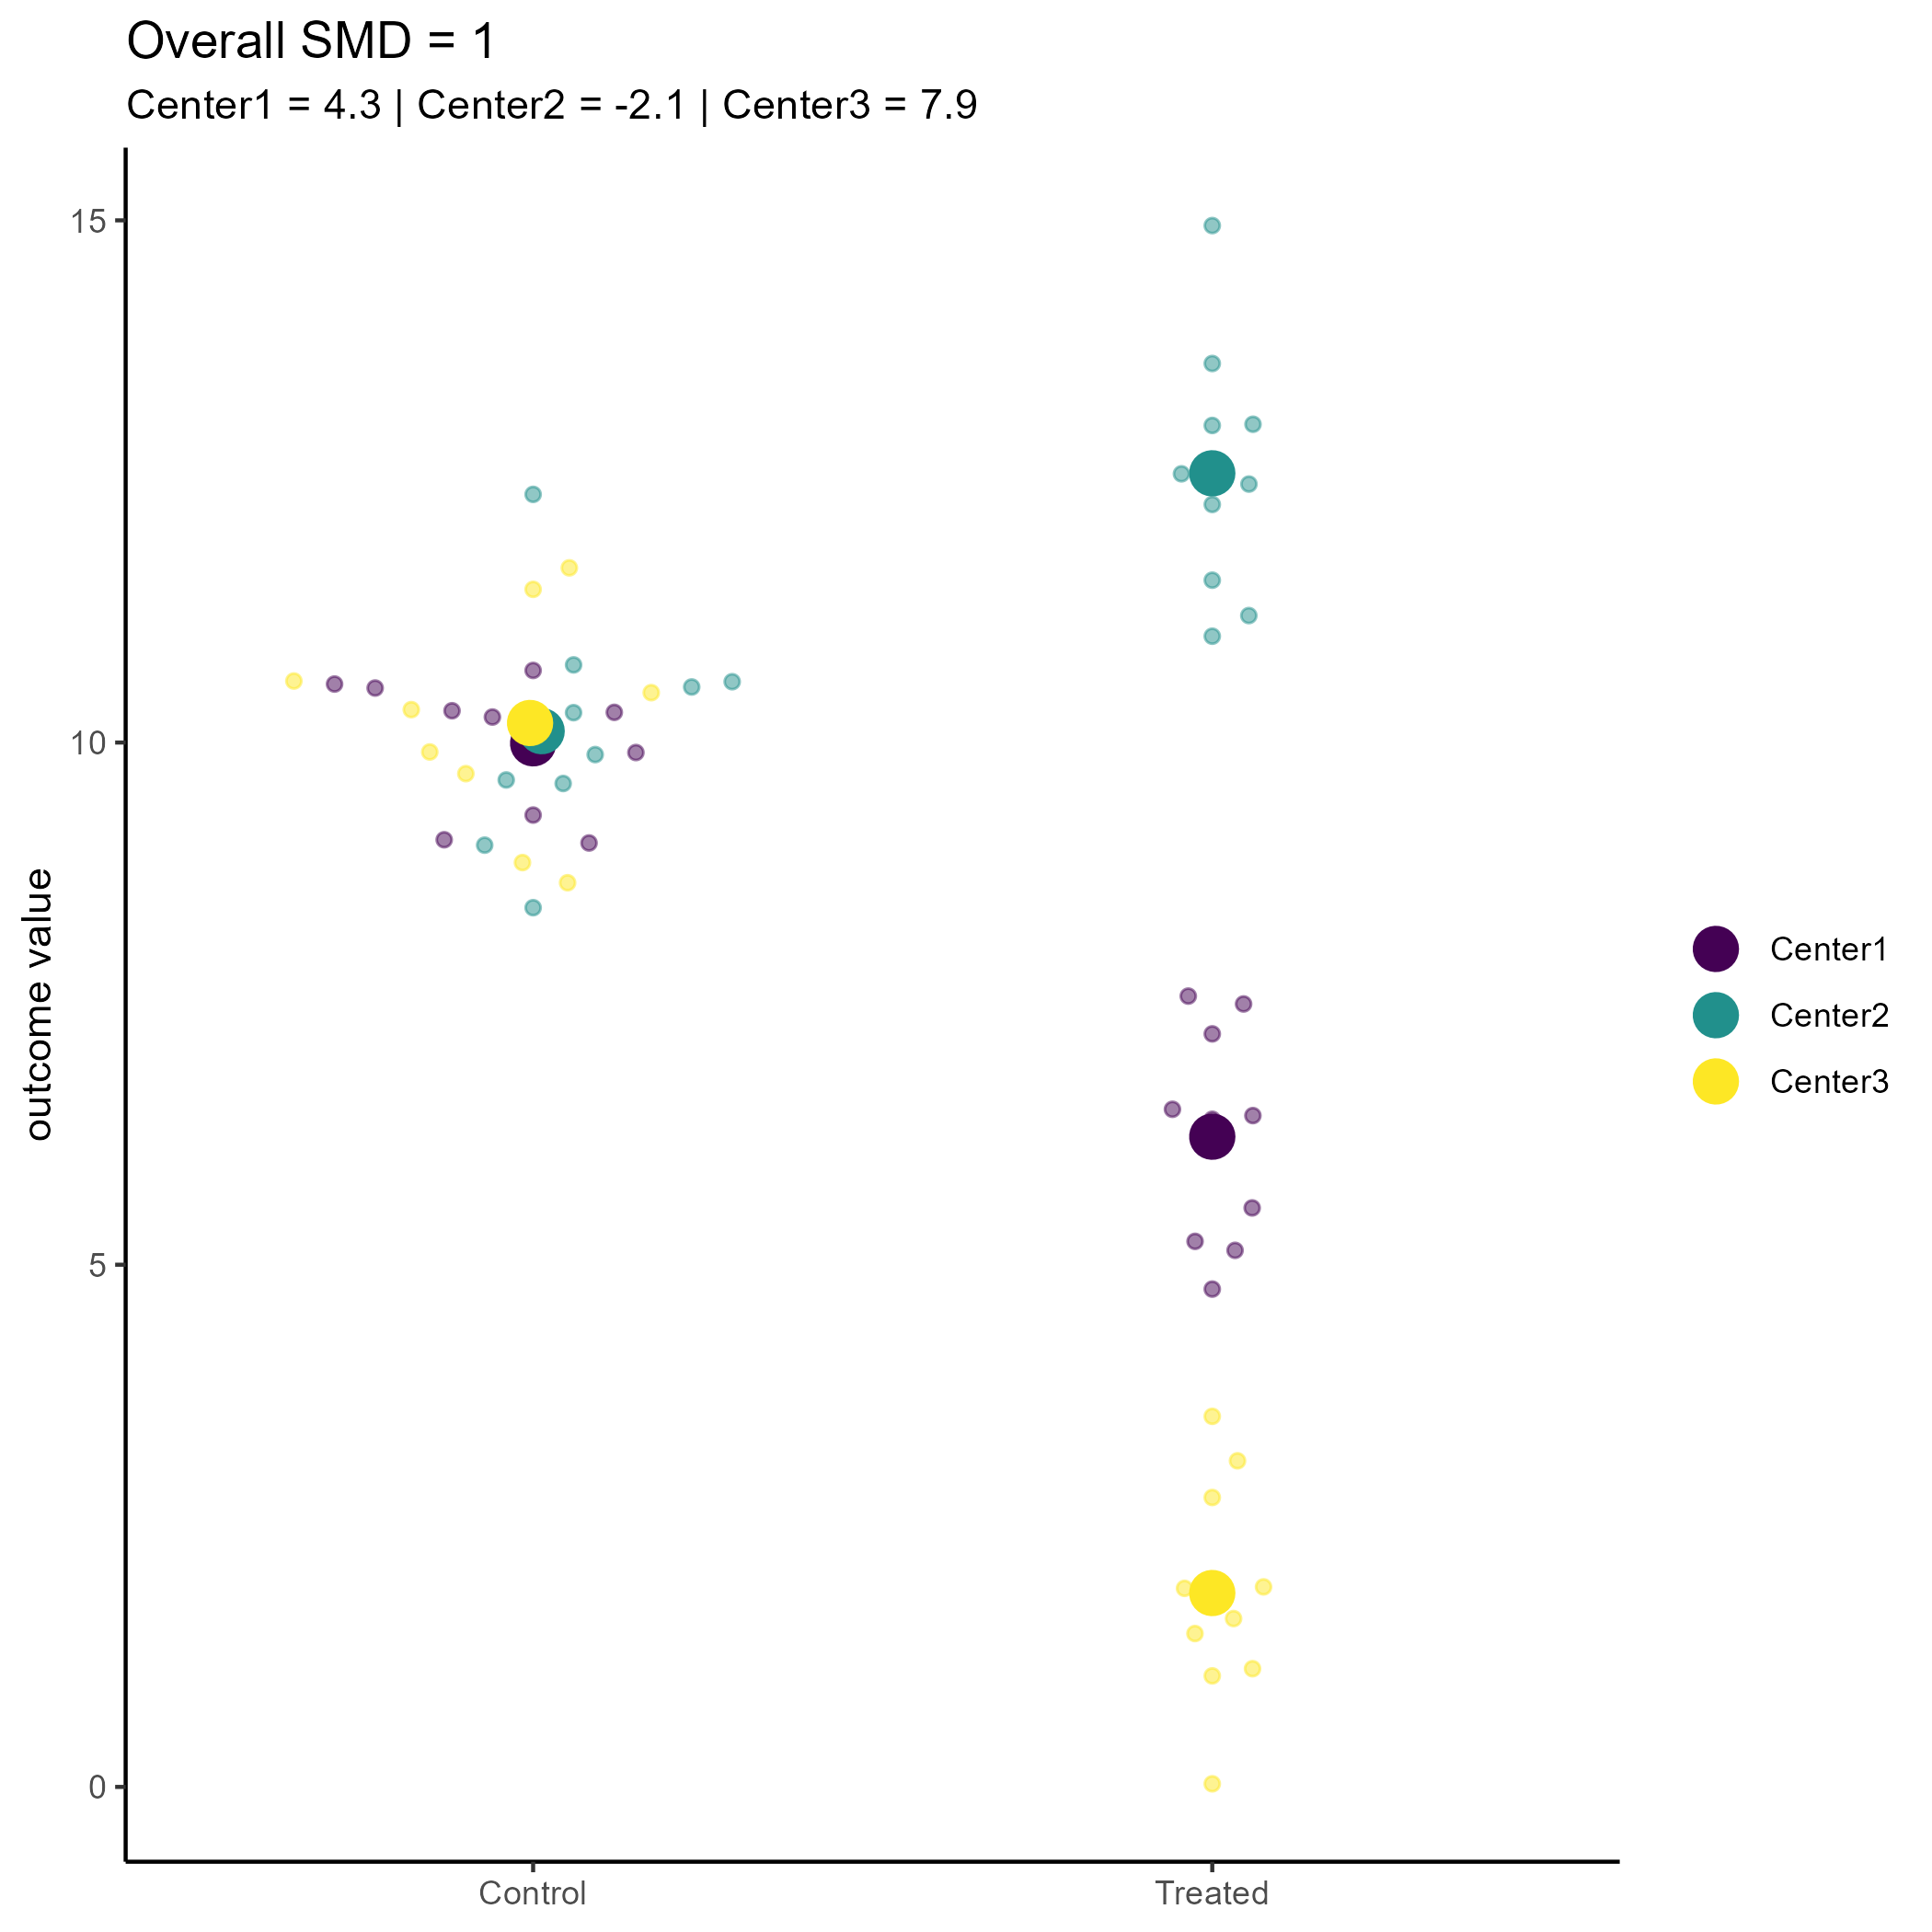 Overall SMD = 1
Center1 = 4.3 | Center2 = -2.1 | Center3 = 7.9
15
10
5
0
outcome value
Control
Treated
Center1
Center2
Center3